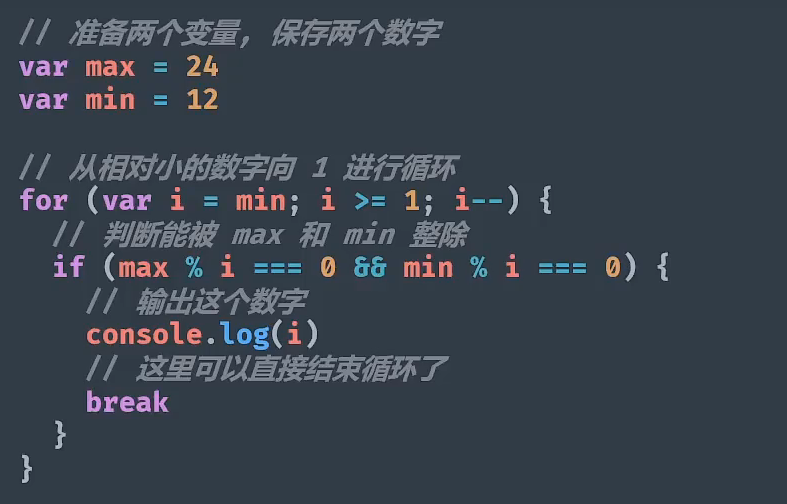 // 准备两个变量, 保存两个数字
var max = 24
var min = 12
// 从相对小的数字向 1 进行循环
for (var i = min; i >= 1; i--) {
// 判断能被 max 和 min 整除
if (max % i === 0 && min % i === 0) {
// 输出这个数字
console.log(i)
// 这里可以直接结束循环了
break
}
}